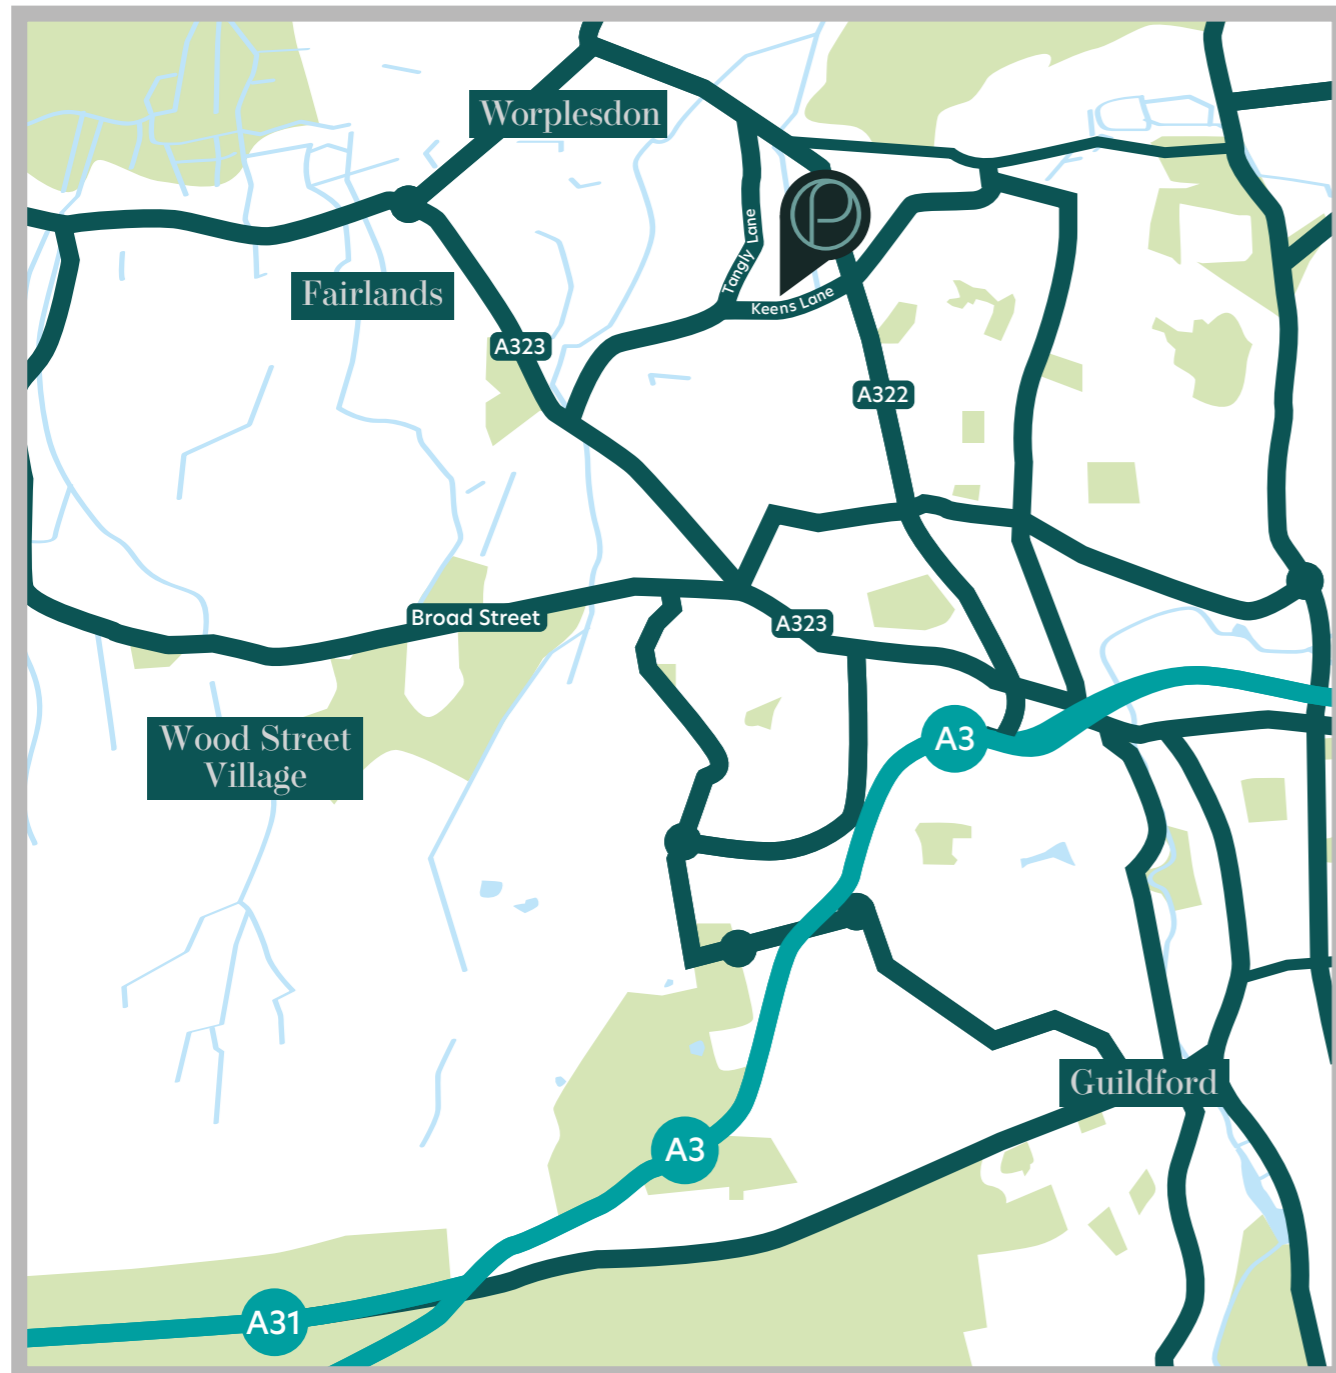 Worplesdon
Tangly Lane
Fairlands
Keens Lane
A323
A322
Broad Street
A323
Wood Street
Village
A3
Guildford
A3
A31